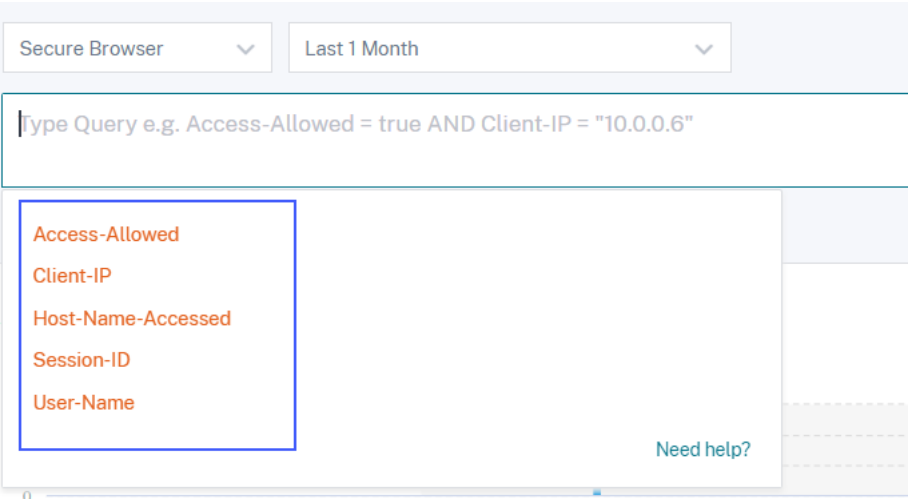 Secure Browser
Last 1 Month
Type Query e.g. Access-Allowed = true AND Client-IP = "10.0.0.6"
Access-Allowed
Client-IP
Host-Name-Accessed
Session-ID
User-Name
Need help?
0